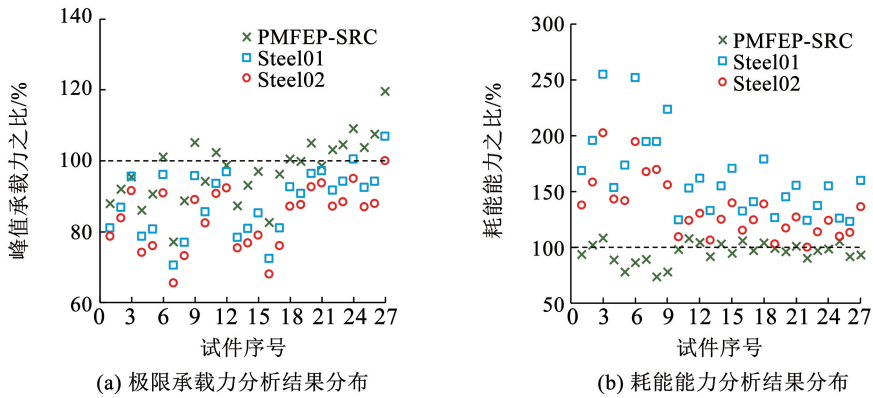 140
120
100
80
60
峰值承载力之比/%
PMFEP-SRC
Steel01
Steel02
0 3 6 9 12 15 18 21 24 27
试件序号
(a) 极限承载力分析结果分布
300
250
200
150
100
50
耗能能力之比/%
PMFEP-SRC
Steel01
Steel02
0 3 6 9 12 15 18 21 24 27
试件序号
(b) 耗能能力分析结果分布